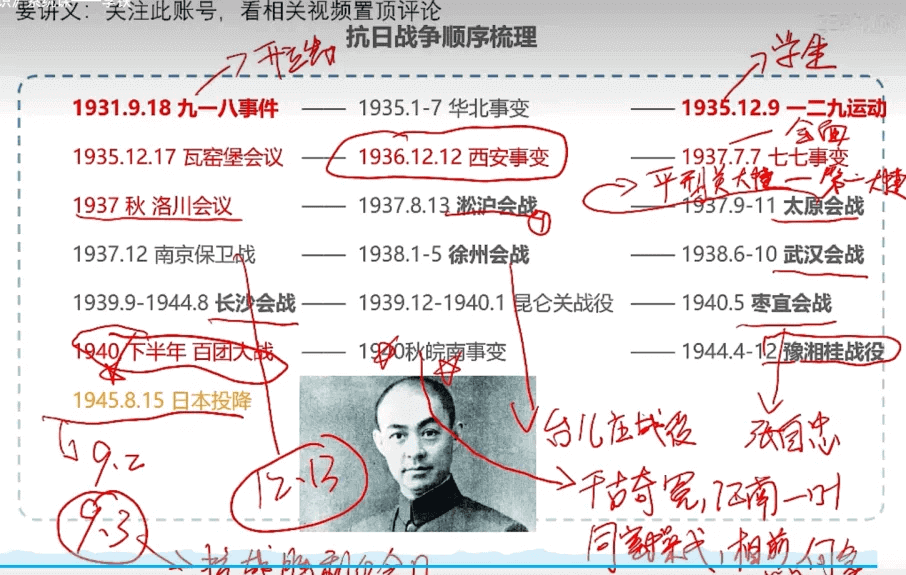 要讲义：关注此账号，看相关视频置顶评论
抗日战争顺序梳理
开始 学生
1931.9.18 九一八事件 —— 1935.1-7 华北事变 —— 1935.12.9 一二九运动
全面
1935.12.17 瓦窑堡会议 —— 1936.12.12 西安事变 —— 1937.7.7 七七事变
平型关大捷 — 第一大捷
1937 秋 洛川会议 —— 1937.8.13 淞沪会战 —— 1937.9-11 太原会战
1937.12 南京保卫战 —— 1938.1-5 徐州会战 —— 1938.6-10 武汉会战
1939.9-1944.8 长沙会战 —— 1939.12-1940.1 昆仑关战役 —— 1940.5 枣宜会战
1940 下半年 百团大战 —— 1940秋皖南事变 —— 1944.4-12 豫湘桂战役
1945.8.15 日本投降
台儿庄战役 张自忠
9.2
12.13
千古奇冤，江南一叶
9.3
同室操戈，相煎何急
抗战胜利纪念日